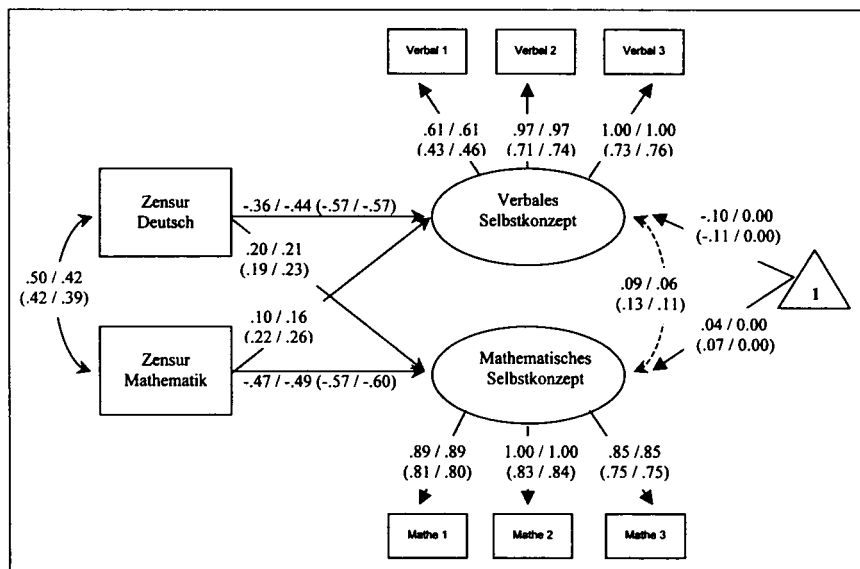 Verbal 1
Verbal 2
Verbal 3
.61 / .61
(.43 / .46)
.97 / .97
(.71 / .74)
1.00 / 1.00
(.73 / .76)
Zensur
Deutsch
-.36 / -.44 (-.57 / -.57)
Verbales
Selbstkonzept
-.10 / 0.00
(-.11 / 0.00)
.20 / .21
(.19 / .23)
.50 / .42
(.42 / .39)
.09 / .06
(.13 / .11)
1
.10 / .16
(.22 / .26)
.04 / 0.00
(.07 / 0.00)
Zensur
Mathematik
-.47 / -.49 (-.57 / -.60)
Mathematisches
Selbstkonzept
.89 / .89
(.81 / .80)
1.00 / 1.00
(.83 / .84)
.85 / .85
(.75 / .75)
Mathe 1
Mathe 2
Mathe 3